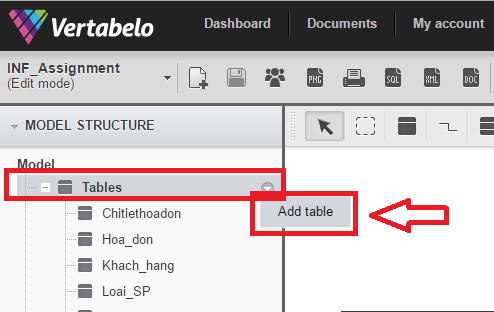 Vertabelo
Dashboard
Documents
My account
INF_Assignment
(Edit mode)
PNG
SQL
XML
DOC
MODEL STRUCTURE
Model
Tables
Add table
Chitiethoadon
Hoa_don
Khach_hang
Loai_SP